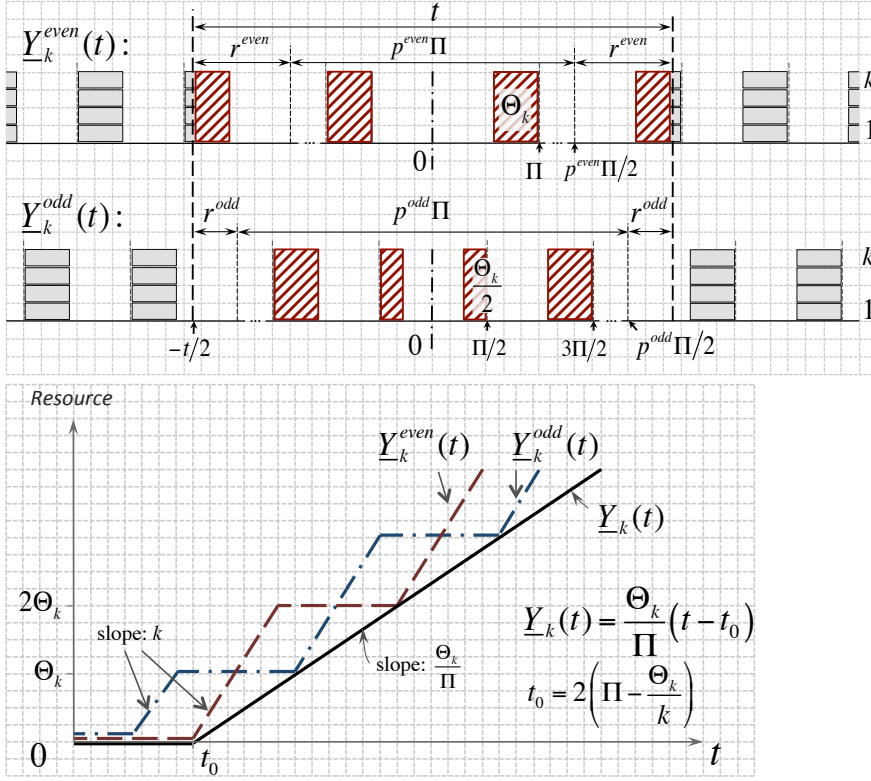 t
Y_k^{even}(t):
r^{even} p^{even}Π r^{even}
Θ_k
k
1
0 ... Π ... p^{even}Π/2
Y_k^{odd}(t):
r^{odd} p^{odd}Π r^{odd}
Θ_k/2
k
1
−t/2 ... 0 Π/2 3Π/2 ... p^{odd}Π/2
Resource
Y_k^{even}(t) Y_k^{odd}(t)
Y_k(t)
2Θ_k
slope: k
Θ_k
slope: Θ_k/Π
Y_k(t) = Θ_k/Π (t − t_0)
t_0 = 2(Π − Θ_k/k)
0 t_0 t